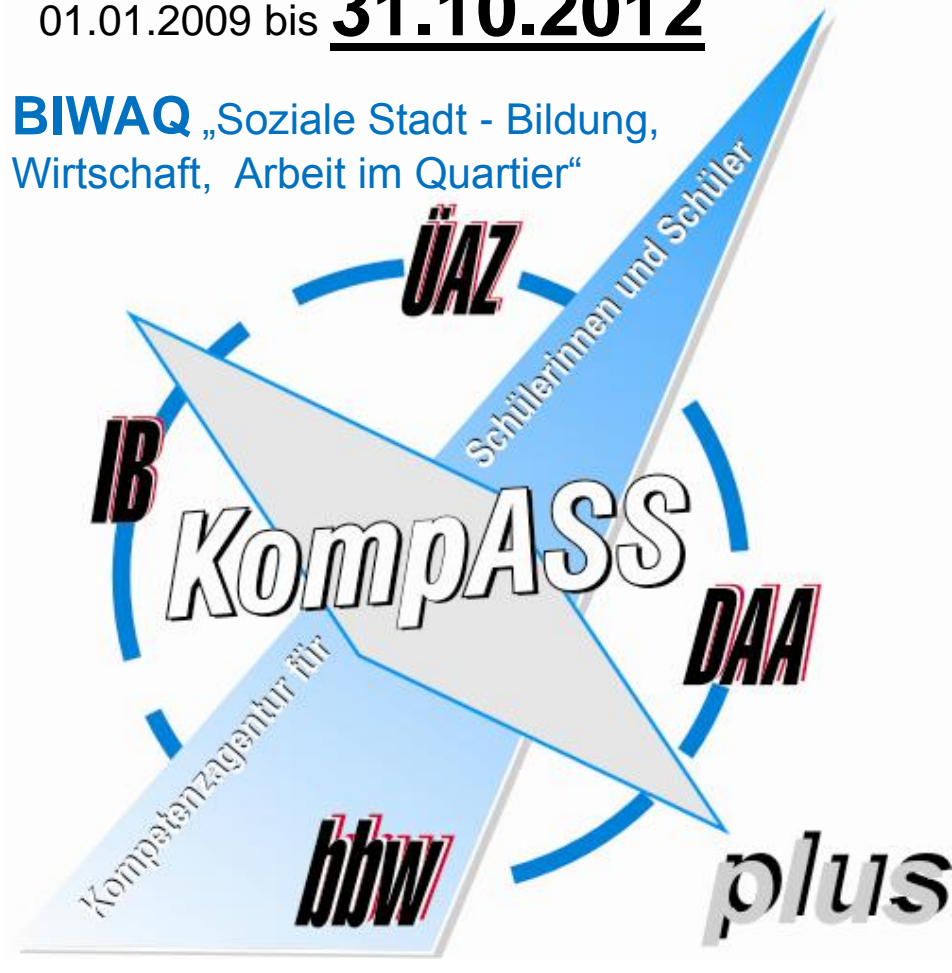 01.01.2009 bis 31.10.2012
BIWAQ „Soziale Stadt - Bildung,
Wirtschaft, Arbeit im Quartier“
ÜAZ
Schülerinnen und Schüler
IB
KompASS
DAA
Kompetenzagentur für
bbw
plus